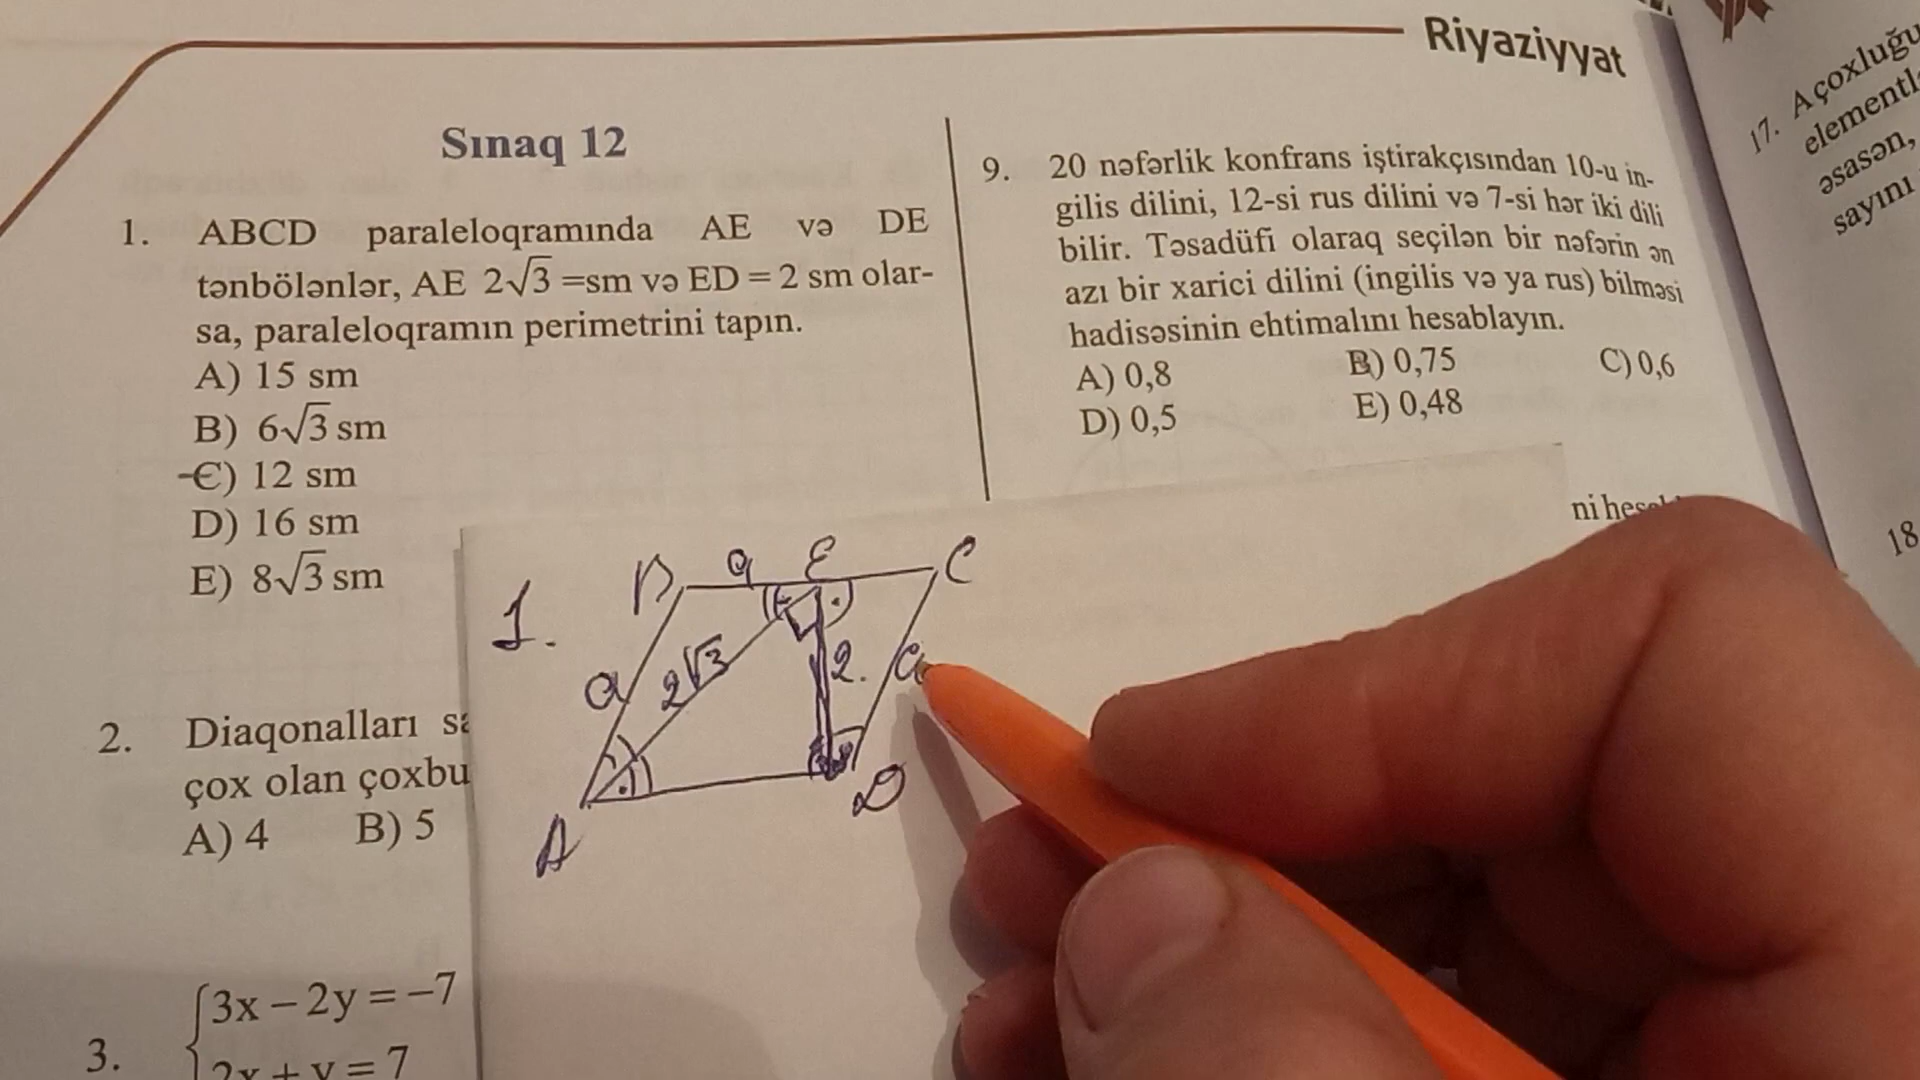 Riyaziyyat
Sınaq 12
1. ABCD paraleloqramında AE və DE
tənbölənlər, AE 2√3 =sm və ED = 2 sm olar-
sa, paraleloqramın perimetrini tapın.
A) 15 sm
B) 6√3 sm
C) 12 sm
D) 16 sm
E) 8√3 sm
2. Diaqonalları
çox olan
A) 4 B) 5
3. 3x – 2y = –7
2x + y = 7
9. 20 nəfərlik konfrans iştirakçısından 10-u in-
gilis dilini, 12-si rus dilini və 7-si hər iki dili
bilir. Təsadüfi olaraq seçilən bir nəfərin ən
azı bir xarici dilini (ingilis və ya rus) bilməsi
hadisəsinin ehtimalını hesablayın.
A) 0,8 B) 0,75 C) 0,6
D) 0,5 E) 0,48
ni
1.
B a E C
a 2√3 2. a
A D
17. A çoxluğu
əsasən,
sayını
18